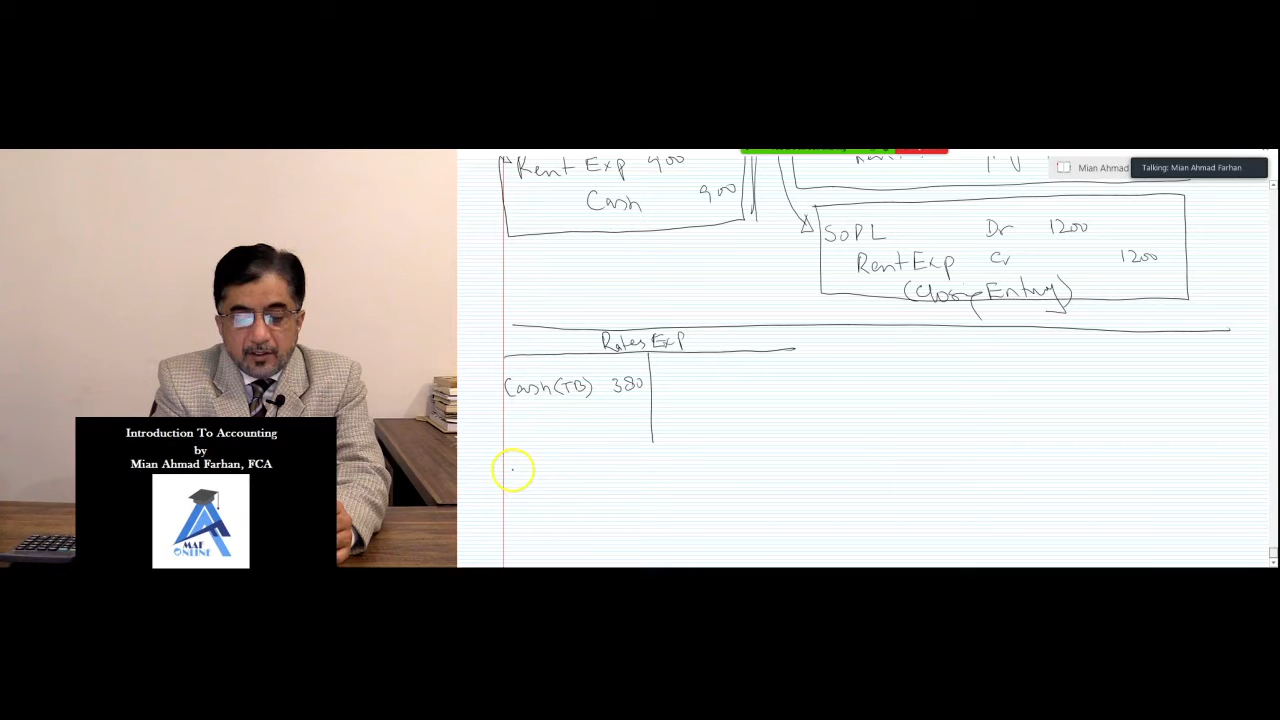 Rent Exp 900
Cash 900
Mian Ahmad
Talking: Mian Ahmad Farhan
SOPL Dr 1200
Rent Exp Cr 1200
(Closing Entry)
Rates Exp
Cash (TB) 380
Introduction To Accounting
by
Mian Ahmad Farhan, FCA
MAF
ONLINE